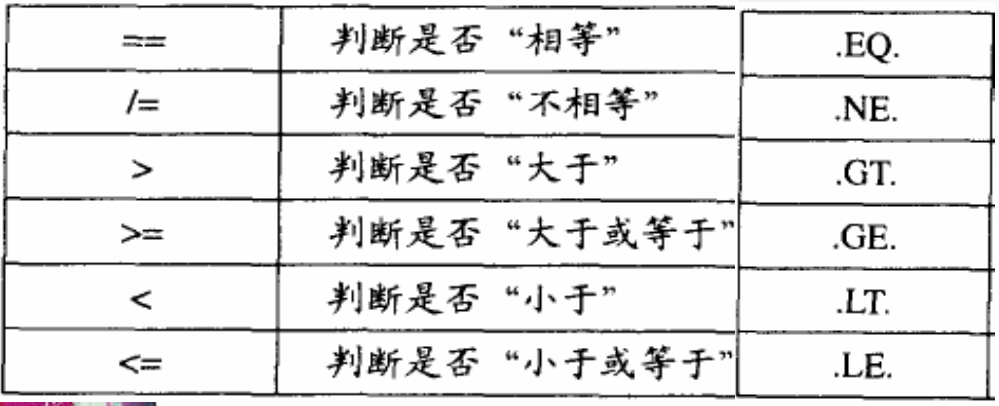 == 判断是否 “相等” .EQ.
/= 判断是否 “不相等” .NE.
> 判断是否 “大于” .GT.
>= 判断是否 “大于或等于” .GE.
< 判断是否 “小于” .LT.
<= 判断是否 “小于或等于” .LE.